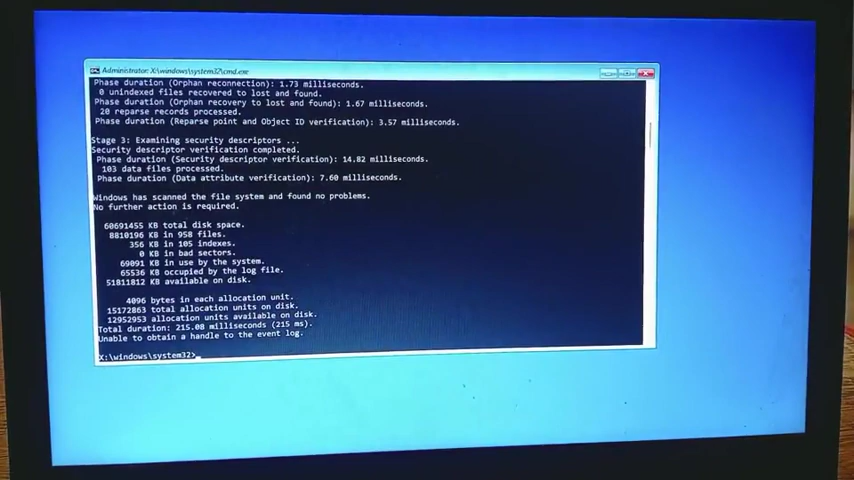 Administrator: X:\windows\system32\cmd.exe
Phase duration (Orphan reconnection): 1.73 milliseconds.
0 unindexed files recovered to lost and found.
Phase duration (Orphan recovery to lost and found): 1.67 milliseconds.
20 reparse records processed.
Phase duration (Reparse point and Object ID verification): 3.57 milliseconds.
Stage 3: Examining security descriptors ...
Security descriptor verification completed.
Phase duration (Security descriptor verification): 14.82 milliseconds.
103 data files processed.
Phase duration (Data attribute verification): 7.60 milliseconds.
Windows has scanned the file system and found no problems.
No further action is required.
60691455 KB total disk space.
8810196 KB in 958 files.
356 KB in 105 indexes.
0 KB in bad sectors.
69091 KB in use by the system.
65536 KB occupied by the log file.
51811812 KB available on disk.
4096 bytes in each allocation unit.
15172863 total allocation units on disk.
12952953 allocation units available on disk.
Total duration: 215.08 milliseconds (215 ms).
Unable to obtain a handle to the event log.
X:\windows\system32>_